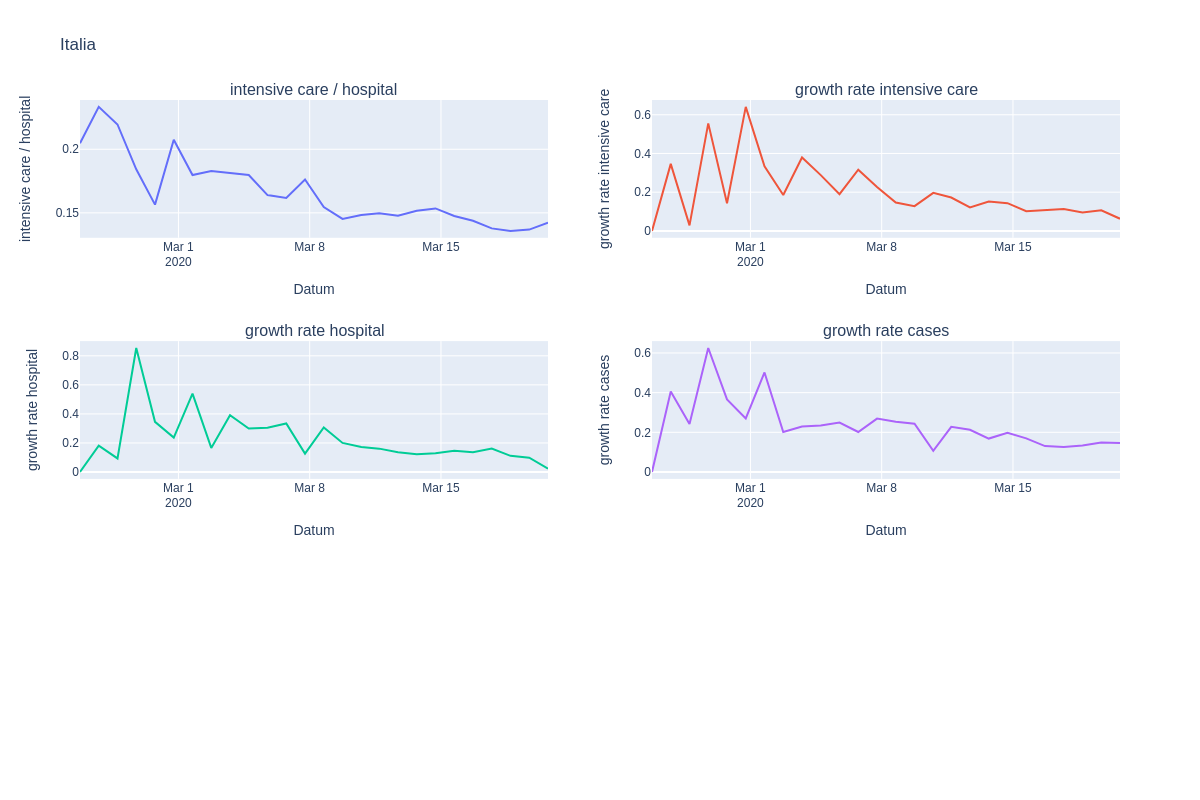 Italia
intensive care / hospital
intensive care / hospital
0.2
0.15
Mar 1
2020
Mar 8
Mar 15
Datum
growth rate intensive care
growth rate intensive care
0.6
0.4
0.2
0
Mar 1
2020
Mar 8
Mar 15
Datum
growth rate hospital
growth rate hospital
0.8
0.6
0.4
0.2
0
Mar 1
2020
Mar 8
Mar 15
Datum
growth rate cases
growth rate cases
0.6
0.4
0.2
0
Mar 1
2020
Mar 8
Mar 15
Datum